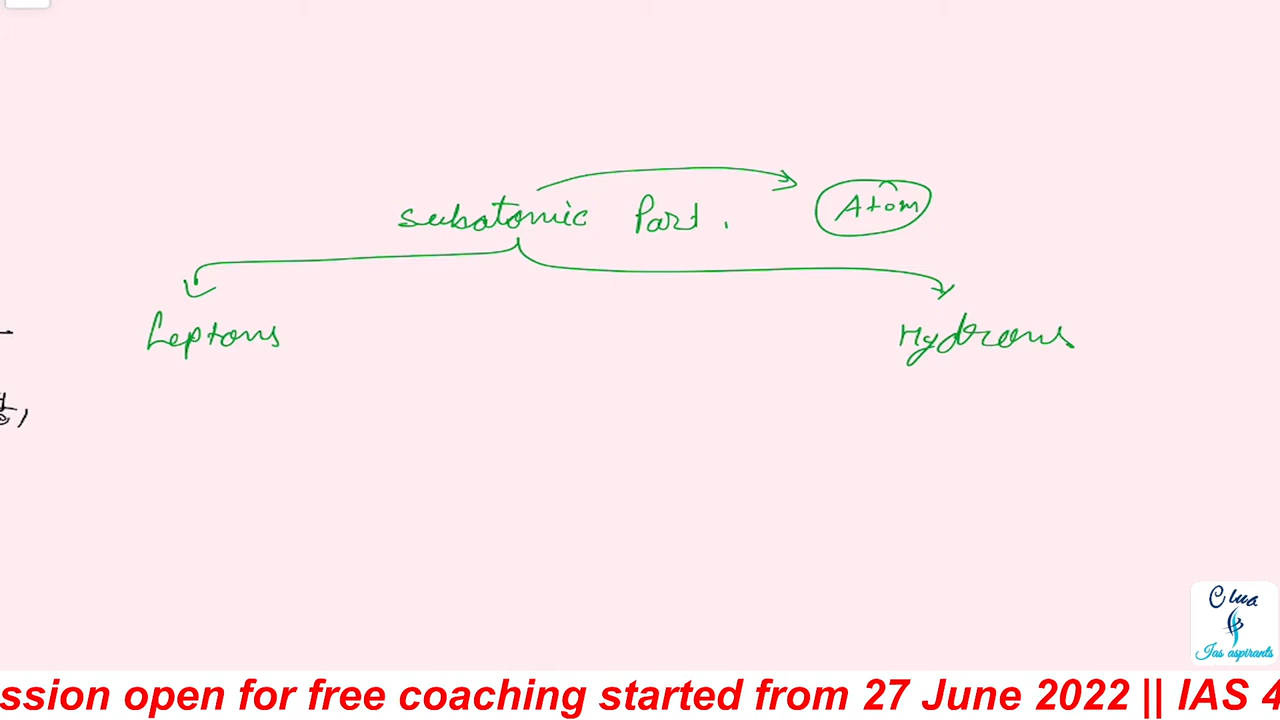 subatomic Part. Atom
Leptons Hydrons
Clua
Ias aspirants
ssion open for free coaching started from 27 June 2022 || IAS 4